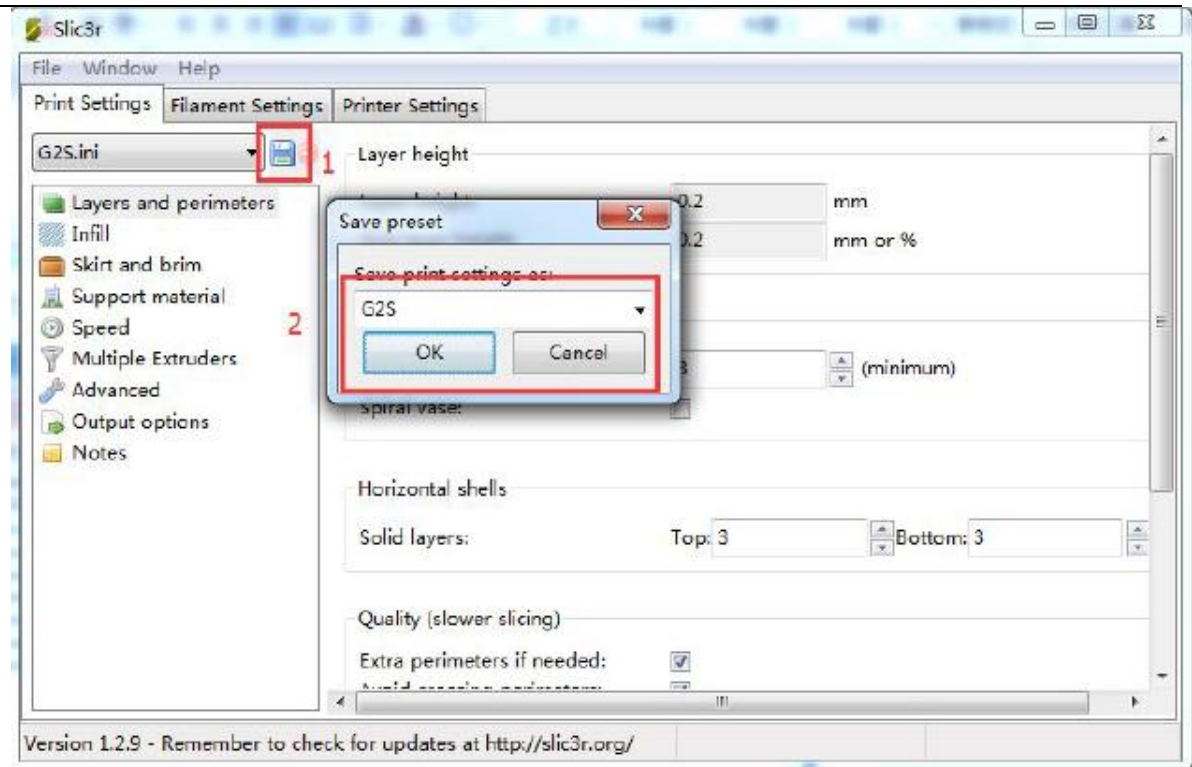 Slic3r
File Window Help
Print Settings Filament Settings Printer Settings
G2S.ini 1
Layer height
Layers and perimeters
Infill
Skirt and brim
Support material
Speed
Multiple Extruders
Advanced
Output options
Notes
0.2 mm
0.2 mm or %
Save preset
Save print settings as:
2
G2S
OK Cancel
3 (minimum)
Spiral vase:
Horizontal shells
Solid layers: Top: 3 Bottom: 3
Quality (slower slicing)
Extra perimeters if needed:
Avoid crossing perimeters:
Version 1.2.9 - Remember to check for updates at http://slic3r.org/